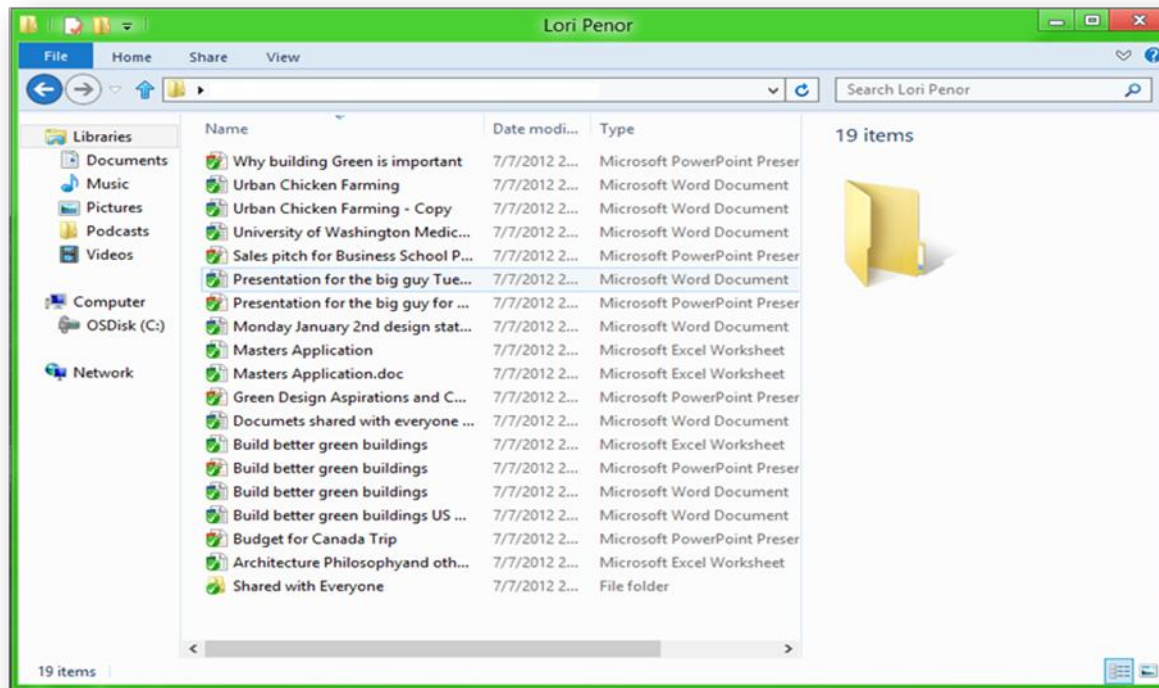 Lori Penor
File Home Share View
Search Lori Penor
Libraries
Documents
Music
Pictures
Podcasts
Videos
Computer
OSDisk (C:)
Network
Name Date modi... Type
Why building Green is important 7/7/2012 2... Microsoft PowerPoint Preser
Urban Chicken Farming 7/7/2012 2... Microsoft Word Document
Urban Chicken Farming - Copy 7/7/2012 2... Microsoft Word Document
University of Washington Medic... 7/7/2012 2... Microsoft Word Document
Sales pitch for Business School P... 7/7/2012 2... Microsoft PowerPoint Preser
Presentation for the big guy Tue... 7/7/2012 2... Microsoft Word Document
Presentation for the big guy for ... 7/7/2012 2... Microsoft PowerPoint Preser
Monday January 2nd design stat... 7/7/2012 2... Microsoft Word Document
Masters Application 7/7/2012 2... Microsoft Excel Worksheet
Masters Application.doc 7/7/2012 2... Microsoft Excel Worksheet
Green Design Aspirations and C... 7/7/2012 2... Microsoft PowerPoint Preser
Documets shared with everyone ... 7/7/2012 2... Microsoft Word Document
Build better green buildings 7/7/2012 2... Microsoft Excel Worksheet
Build better green buildings 7/7/2012 2... Microsoft PowerPoint Preser
Build better green buildings 7/7/2012 2... Microsoft Word Document
Build better green buildings US ... 7/7/2012 2... Microsoft Word Document
Budget for Canada Trip 7/7/2012 2... Microsoft PowerPoint Preser
Architecture Philosophyand oth... 7/7/2012 2... Microsoft Excel Worksheet
Shared with Everyone 7/7/2012 2... File folder
19 items
19 items